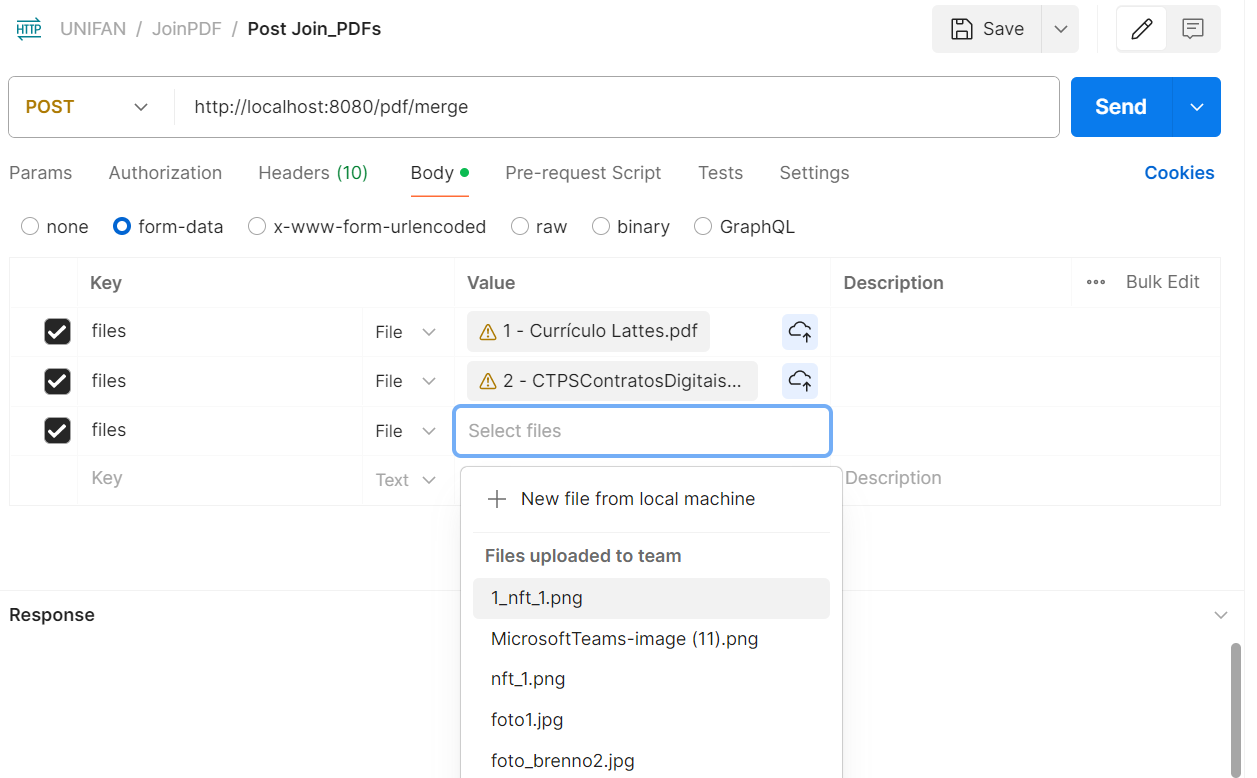 HTTP UNIFAN / JoinPDF / Post Join_PDFs Save
POST http://localhost:8080/pdf/merge Send
Params Authorization Headers (10) Body Pre-request Script Tests Settings Cookies
none form-data x-www-form-urlencoded raw binary GraphQL
Key Value Description Bulk Edit
files File 1 - Currículo Lattes.pdf
files File 2 - CTPSContratosDigitais...
files File Select files
Key Text Description
New file from local machine
Files uploaded to team
1_nft_1.png
Response
MicrosoftTeams-image (11).png
nft_1.png
foto1.jpg
foto_brenno2.jpg